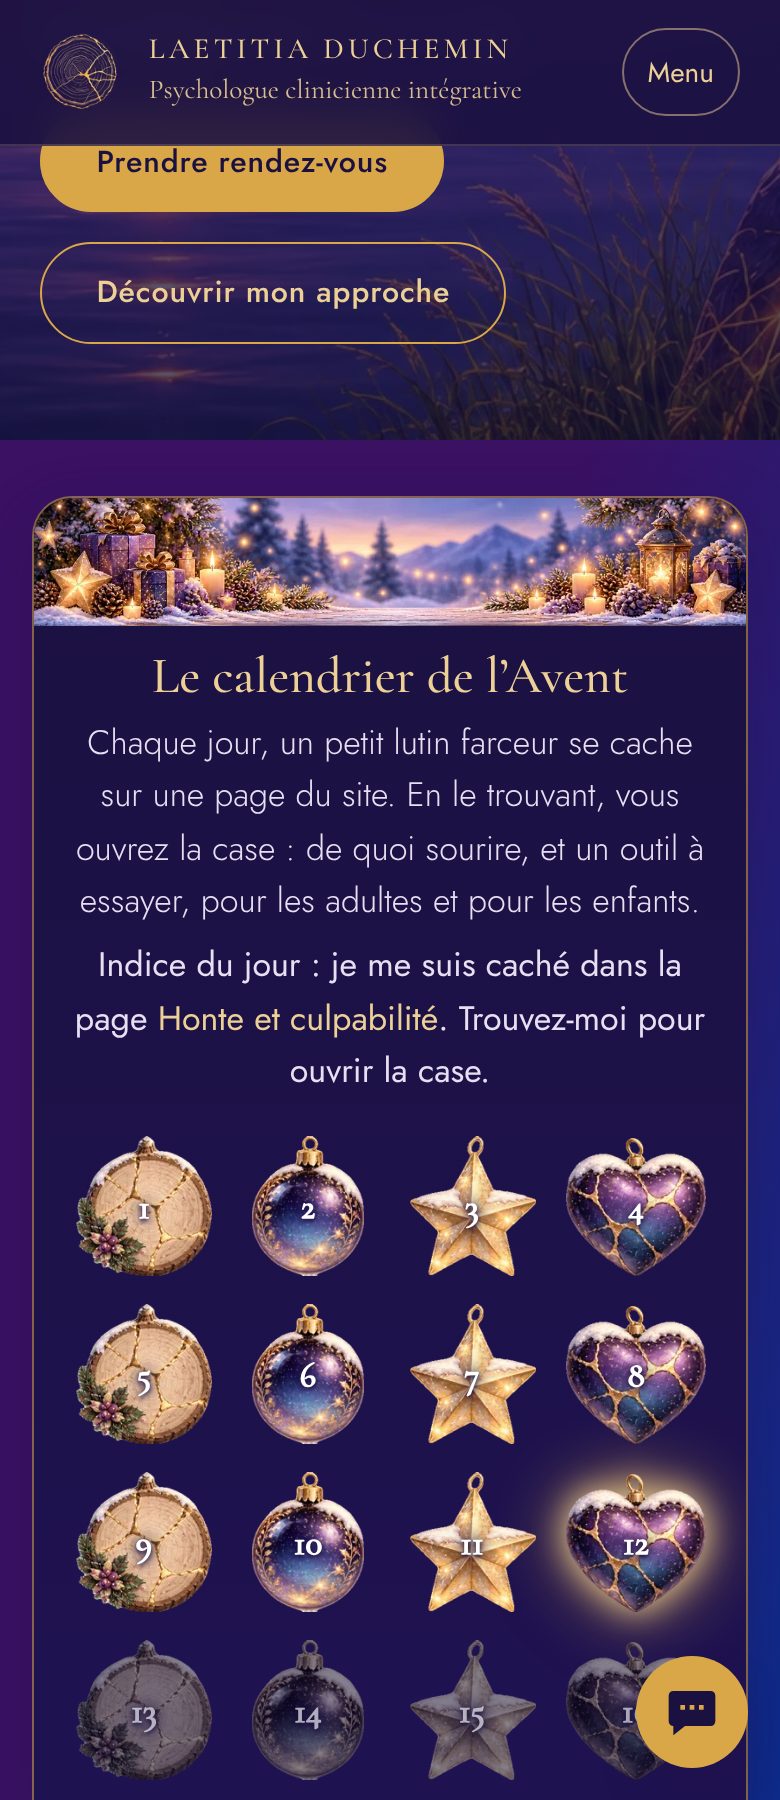 LAETITIA DUCHEMIN
Psychologue clinicienne intégrative
Menu
Prendre rendez-vous
Découvrir mon approche
Le calendrier de l’Avent
Chaque jour, un petit lutin farceur se cache
sur une page du site. En le trouvant, vous
ouvrez la case : de quoi sourire, et un outil à
essayer, pour les adultes et pour les enfants.
Indice du jour : je me suis caché dans la
page Honte et culpabilité. Trouvez-moi pour
ouvrir la case.
1 2 3 4
5 6 7 8
9 10 11 12
13 14 15